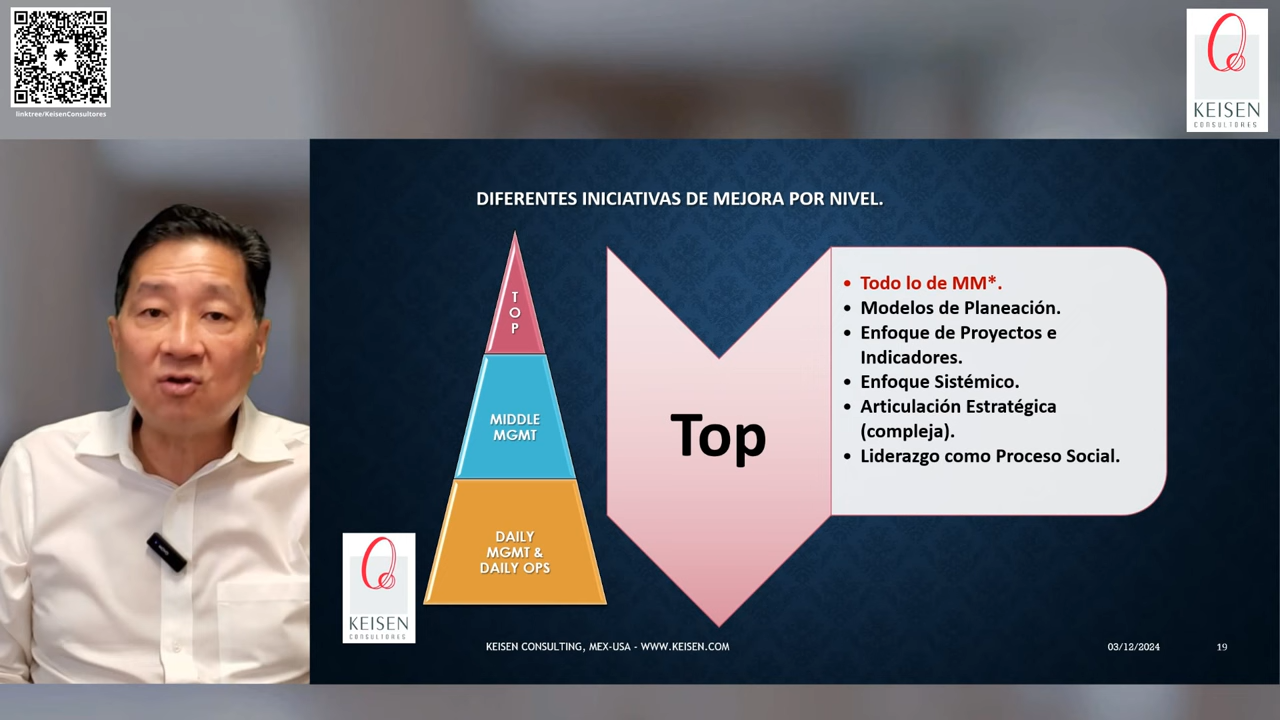 linktree/KeisenConsultores
KEISEN
CONSULTORES
DIFERENTES INICIATIVAS DE MEJORA POR NIVEL.
T
O
P
MIDDLE
MGMT
DAILY
MGMT &
DAILY OPS
Top
• Todo lo de MM*.
• Modelos de Planeación.
• Enfoque de Proyectos e
Indicadores.
• Enfoque Sistémico.
• Articulación Estratégica
(compleja).
• Liderazgo como Proceso Social.
KEISEN
CONSULTORES
KEISEN CONSULTING, MEX-USA - WWW.KEISEN.COM
03/12/2024
19